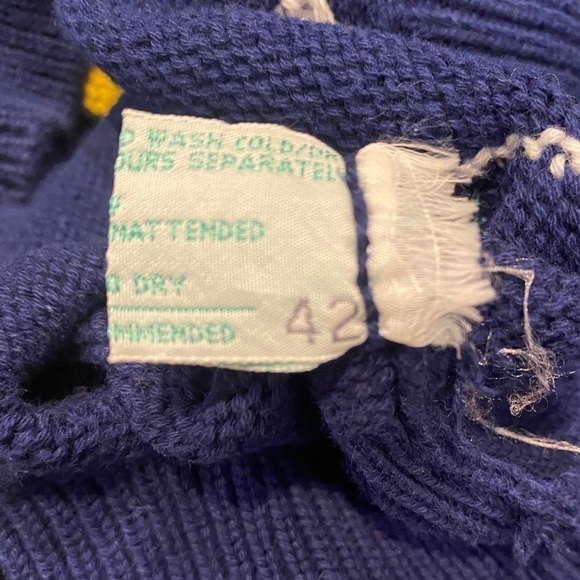 WASH COLD/
OURS SEPARATEL
NATTENDED
DRY
MMENDED
42